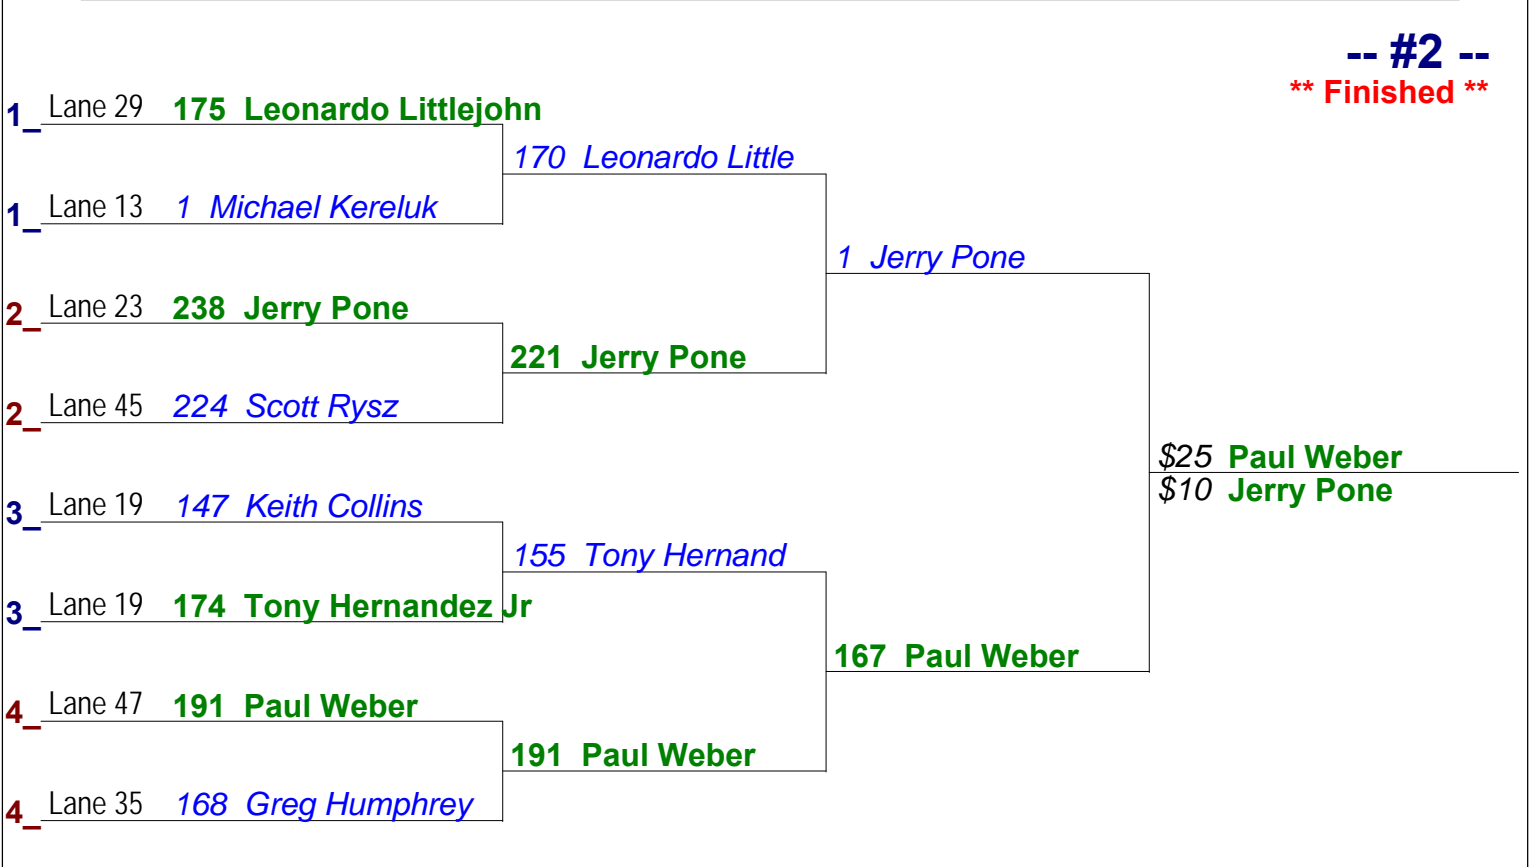 -- #2 --
** Finished **
1_ Lane 29 175 Leonardo Littlejohn
170 Leonardo Little
1_ Lane 13 1 Michael Kereluk
1 Jerry Pone
2_ Lane 23 238 Jerry Pone
221 Jerry Pone
2_ Lane 45 224 Scott Rysz
$25 Paul Weber
$10 Jerry Pone
3_ Lane 19 147 Keith Collins
155 Tony Hernand
3_ Lane 19 174 Tony Hernandez Jr
167 Paul Weber
4_ Lane 47 191 Paul Weber
191 Paul Weber
4_ Lane 35 168 Greg Humphrey